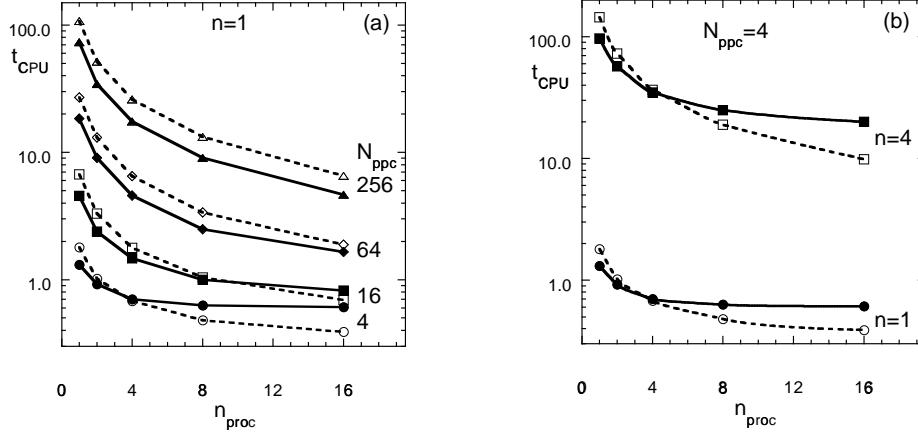 n=1 (a)
100.0
t_CPU
10.0
1.0
N_ppc
256
64
16
4
0 4 8 12 16
n_proc
(b)
N_ppc=4
100.0
t_CPU
10.0
1.0
n=4
n=1
0 4 8 12 16
n_proc